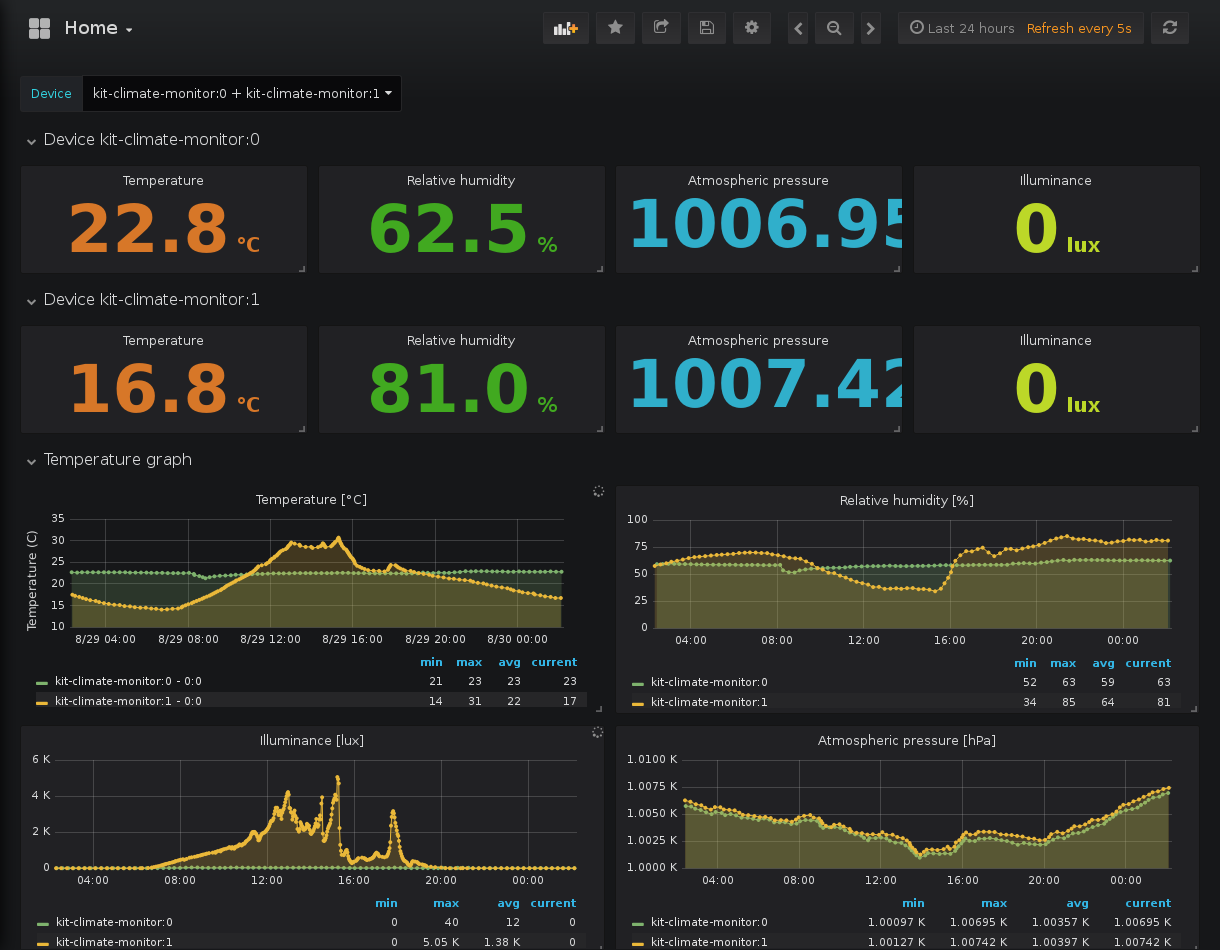 Home
Last 24 hours Refresh every 5s
Device kit-climate-monitor:0 + kit-climate-monitor:1
Device kit-climate-monitor:0
Temperature Relative humidity Atmospheric pressure Illuminance
22.8 °C 62.5 % 1006.95 0 lux
Device kit-climate-monitor:1
Temperature Relative humidity Atmospheric pressure Illuminance
16.8 °C 81.0 % 1007.42 0 lux
Temperature graph
Temperature [°C]
Temperature (C)
35
30
25
20
15
10
8/29 04:00 8/29 08:00 8/29 12:00 8/29 16:00 8/29 20:00 8/30 00:00
min max avg current
kit-climate-monitor:0 - 0:0 21 23 23 23
kit-climate-monitor:1 - 0:0 14 31 22 17
Relative humidity [%]
100
75
50
25
0
04:00 08:00 12:00 16:00 20:00 00:00
min max avg current
kit-climate-monitor:0 52 63 59 63
kit-climate-monitor:1 34 85 64 81
Illuminance [lux]
6 K
4 K
2 K
0
04:00 08:00 12:00 16:00 20:00 00:00
min max avg current
kit-climate-monitor:0 0 40 12 0
kit-climate-monitor:1 0 5.05 K 1.38 K 0
Atmospheric pressure [hPa]
1.0100 K
1.0075 K
1.0050 K
1.0025 K
1.0000 K
04:00 08:00 12:00 16:00 20:00 00:00
min max avg current
kit-climate-monitor:0 1.00097 K 1.00695 K 1.00357 K 1.00695 K
kit-climate-monitor:1 1.00127 K 1.00742 K 1.00397 K 1.00742 K